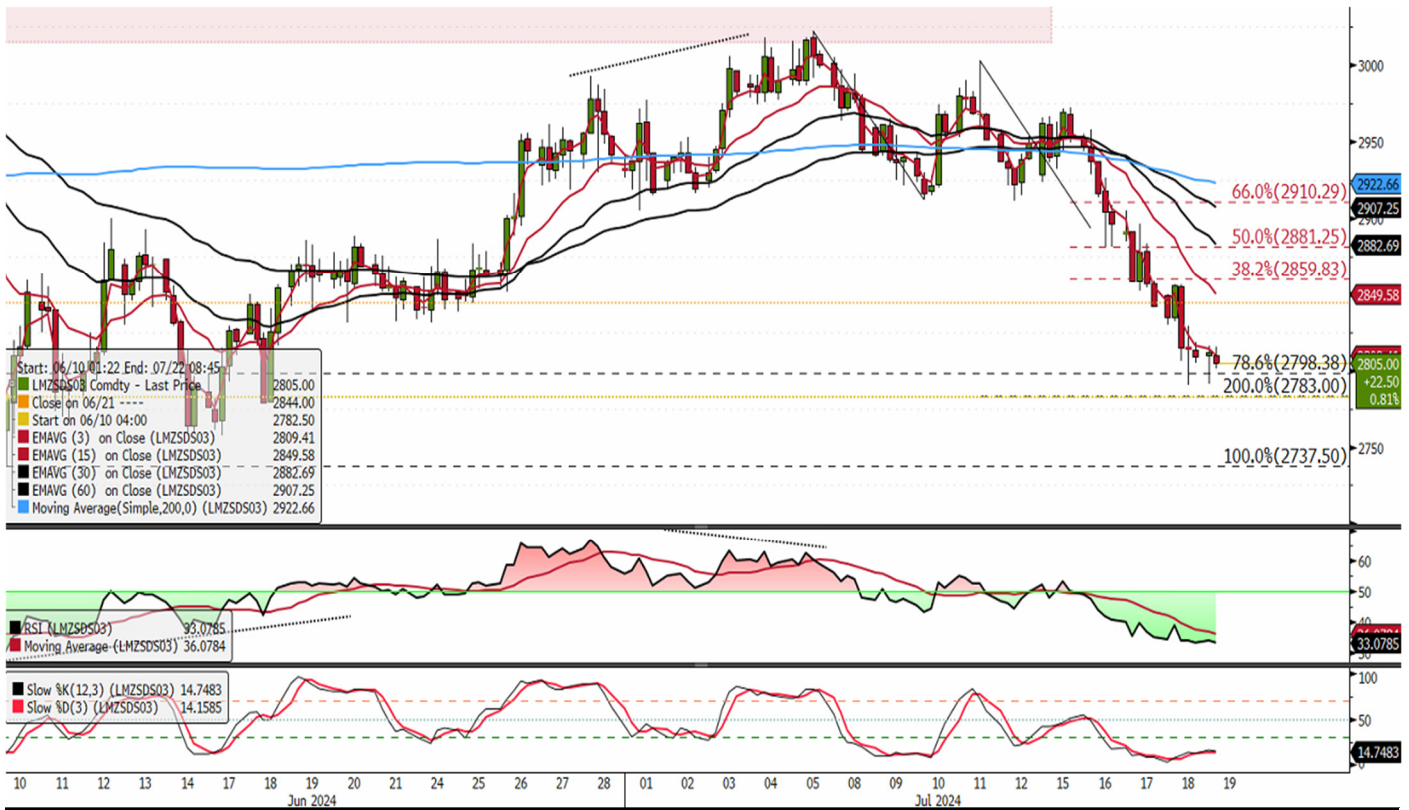 3000
2950
2922.66
66.0%(2910.29)
2907.25
2900
50.0%(2881.25)
2882.69
38.2%(2859.83)
2849.58
78.6%(2798.38)
2805.00
+22.50
0.81%
200.0%(2783.00)
2750
100.0%(2737.50)
Start: 06/10 01:22 End: 07/22 08:45
LMZSDS03 Comdty - Last Price 2805.00
Close on 06/21 ---- 2844.00
Start on 06/10 04:00 2782.50
EMAVG (3) on Close (LMZSDS03) 2809.41
EMAVG (15) on Close (LMZSDS03) 2849.58
EMAVG (30) on Close (LMZSDS03) 2882.69
EMAVG (60) on Close (LMZSDS03) 2907.25
Moving Average(Simple,200,0) (LMZSDS03) 2922.66
60
50
40
36.0784
33.0785
30
RSI (LMZSDS03) 33.0785
Moving Average (LMZSDS03) 36.0784
Slow %K(12,3) (LMZSDS03) 14.7483
Slow %D(3) (LMZSDS03) 14.1585
100
50
14.7483
0
10 11 12 13 14 17 18 19 20 21 24 25 26 27 28 01 02 03 04 05 08 09 10 11 12 15 16 17 18 19
Jun 2024 Jul 2024